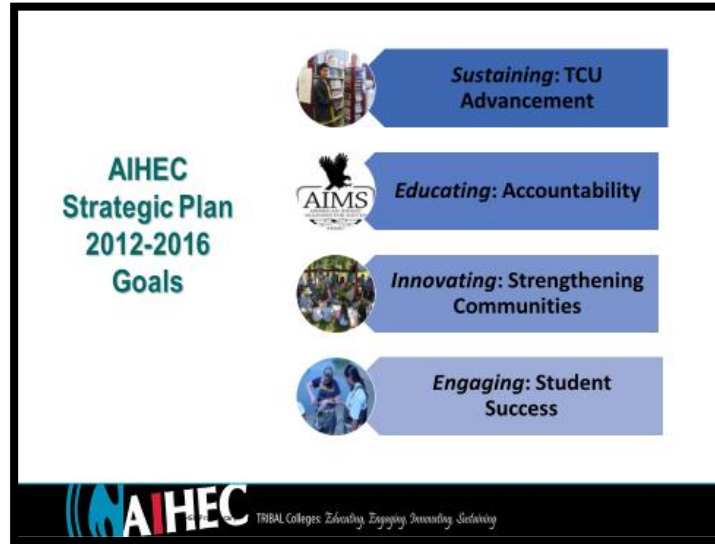 AIHEC
Strategic Plan
2012-2016
Goals
Sustaining: TCU
Advancement
AIMS
Educating: Accountability
Innovating: Strengthening
Communities
Engaging: Student
Success
AIHEC
TRIBAL Colleges: Educating, Engaging, Innovating, Sustaining